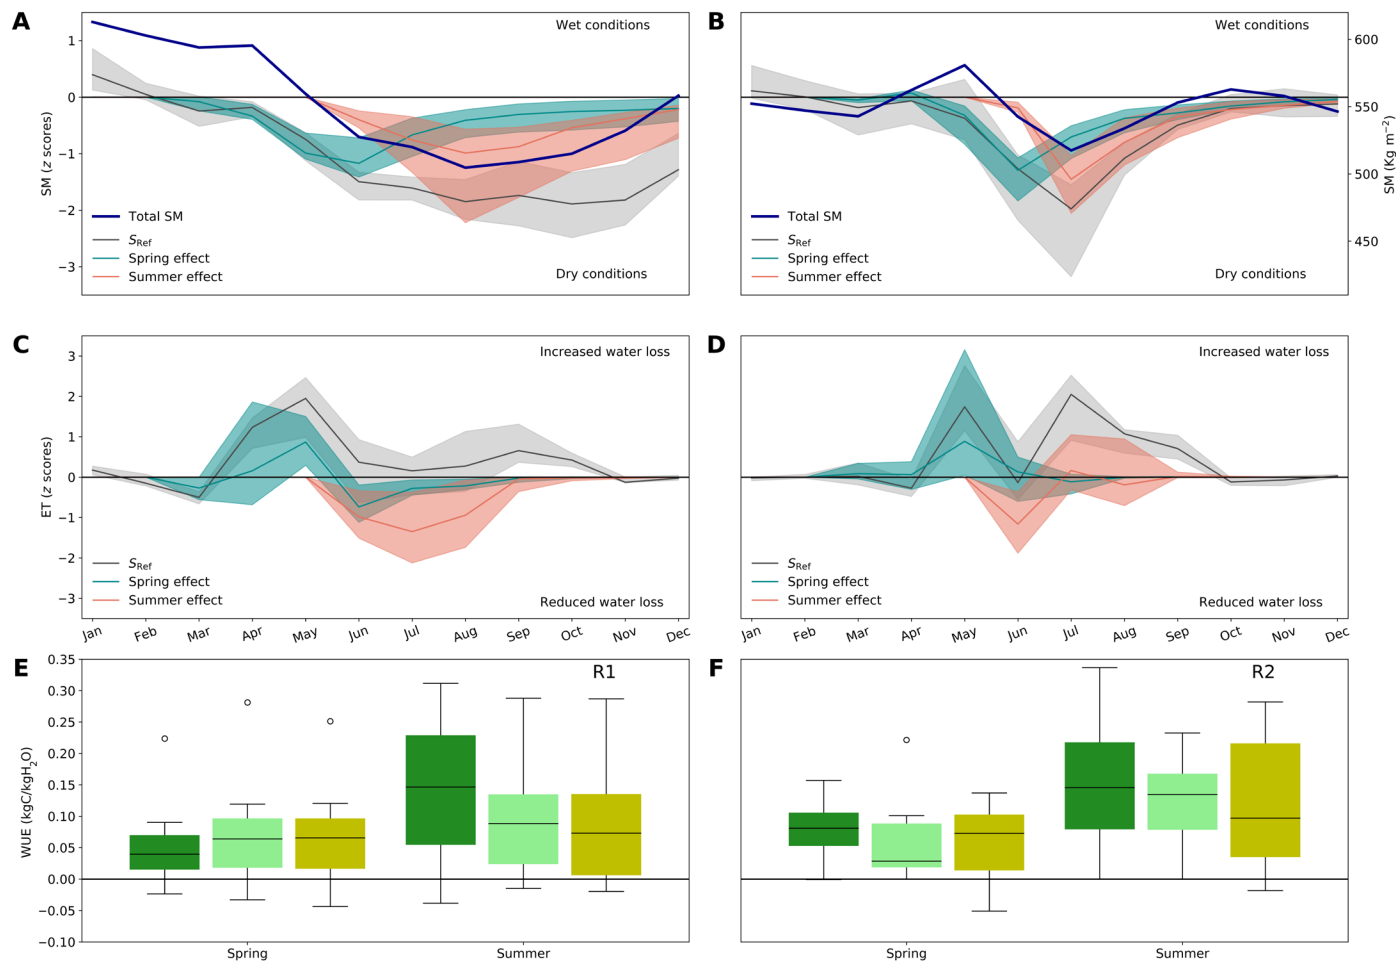 A
Wet conditions
1
0
−1
−2
−3
SM (z scores)
Total SM
S_Ref
Spring effect
Summer effect
Dry conditions
B
Wet conditions
600
550
500
450
SM (Kg m⁻²)
Total SM
S_Ref
Spring effect
Summer effect
Dry conditions
C
Increased water loss
3
2
1
0
−1
−2
−3
ET (z scores)
S_Ref
Spring effect
Summer effect
Reduced water loss
Jan Feb Mar Apr May Jun Jul Aug Sep Oct Nov Dec
D
Increased water loss
S_Ref
Spring effect
Summer effect
Reduced water loss
Jan Feb Mar Apr May Jun Jul Aug Sep Oct Nov Dec
E
R1
0.35
0.30
0.25
0.20
0.15
0.10
0.05
0.00
−0.05
−0.10
WUE (kgC/kgH₂O)
Spring Summer
F
R2
Spring Summer